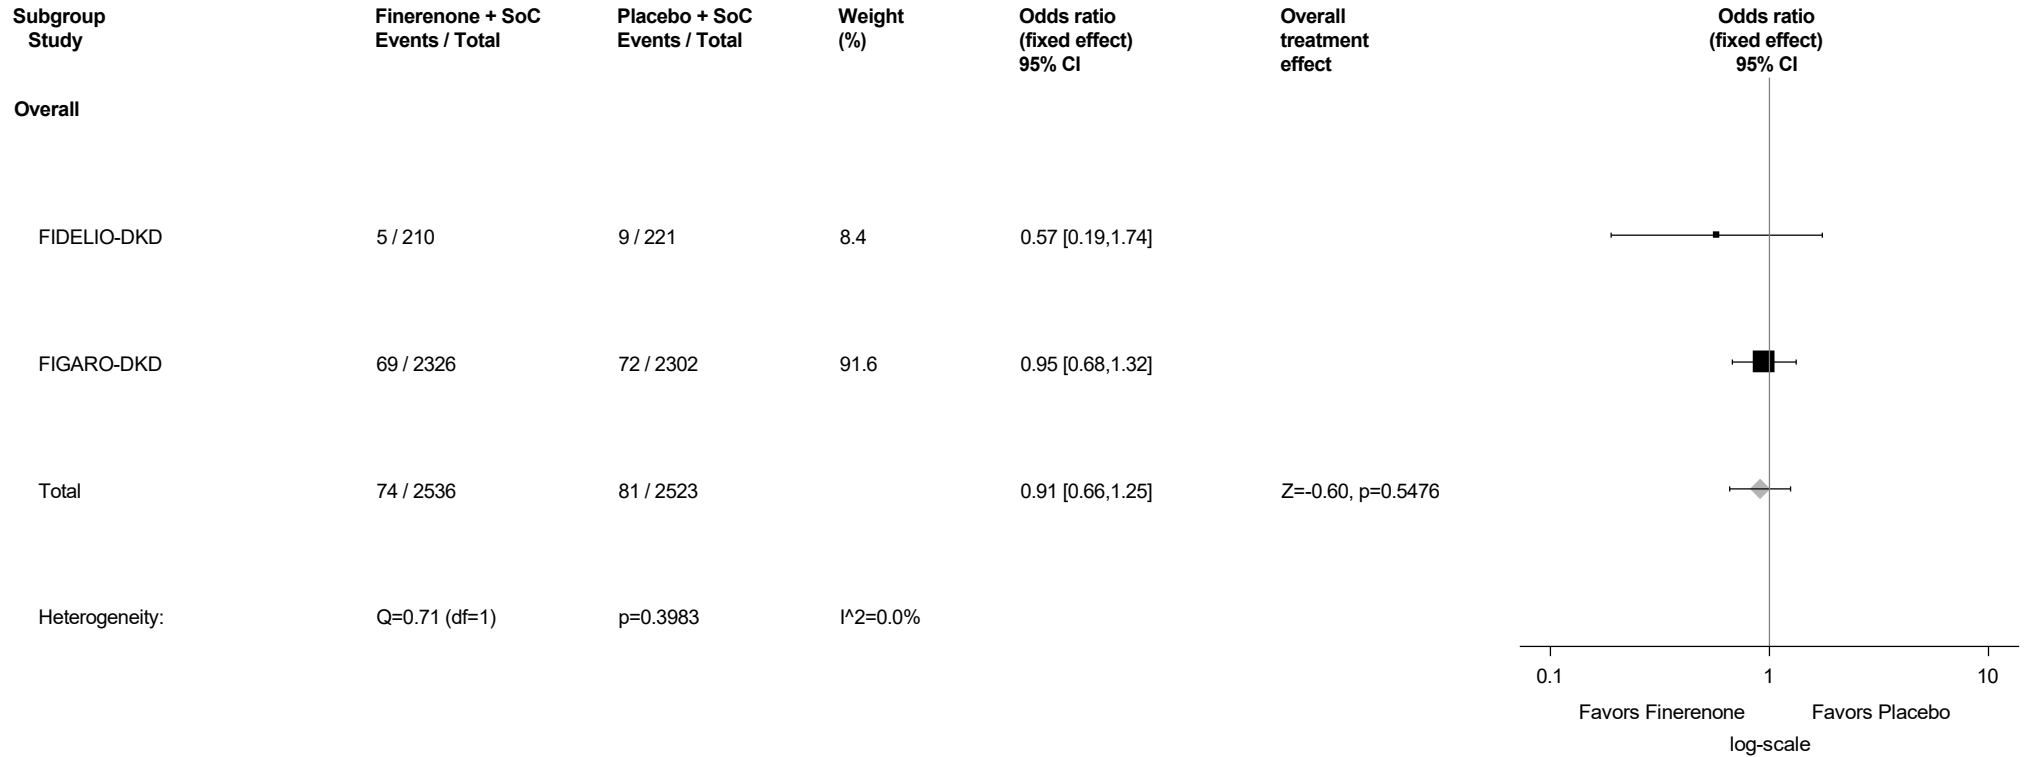 Subgroup Finerenone + SoC Placebo + SoC Weight Odds ratio Overall Odds ratio
Study Events / Total Events / Total (%) (fixed effect) treatment (fixed effect)
95% CI effect 95% CI
Overall
FIDELIO-DKD 5 / 210 9 / 221 8.4 0.57 [0.19,1.74]
FIGARO-DKD 69 / 2326 72 / 2302 91.6 0.95 [0.68,1.32]
Total 74 / 2536 81 / 2523 0.91 [0.66,1.25] Z=-0.60, p=0.5476
Heterogeneity: Q=0.71 (df=1) p=0.3983 I^2=0.0%
0.1 1 10
Favors Finerenone Favors Placebo
log-scale